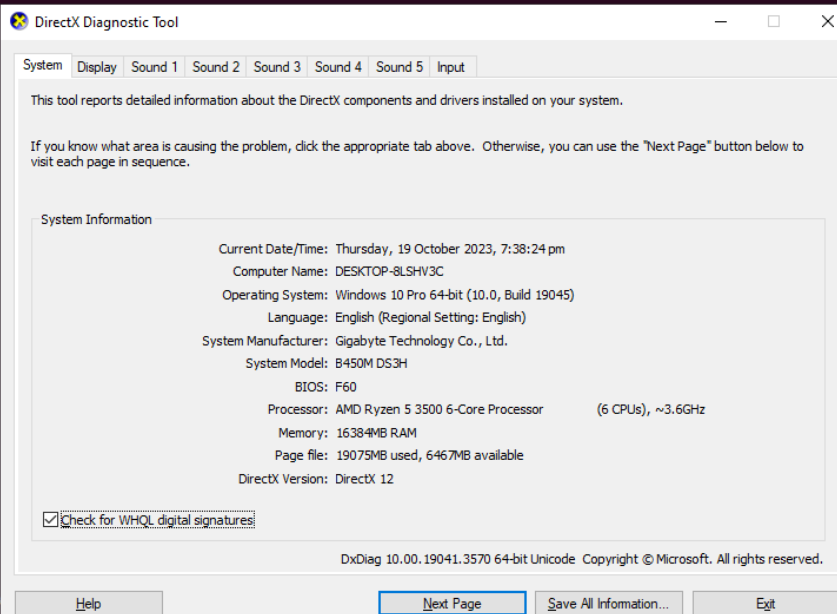 DirectX Diagnostic Tool
System Display Sound 1 Sound 2 Sound 3 Sound 4 Sound 5 Input
This tool reports detailed information about the DirectX components and drivers installed on your system.
If you know what area is causing the problem, click the appropriate tab above. Otherwise, you can use the "Next Page" button below to
visit each page in sequence.
System Information
Current Date/Time: Thursday, 19 October 2023, 7:38:24 pm
Computer Name: DESKTOP-8LSHV3C
Operating System: Windows 10 Pro 64-bit (10.0, Build 19045)
Language: English (Regional Setting: English)
System Manufacturer: Gigabyte Technology Co., Ltd.
System Model: B450M DS3H
BIOS: F60
Processor: AMD Ryzen 5 3500 6-Core Processor (6 CPUs), ~3.6GHz
Memory: 16384MB RAM
Page file: 19075MB used, 6467MB available
DirectX Version: DirectX 12
Check for WHQL digital signatures
DxDiag 10.00.19041.3570 64-bit Unicode Copyright © Microsoft. All rights reserved.
Help Next Page Save All Information... Exit